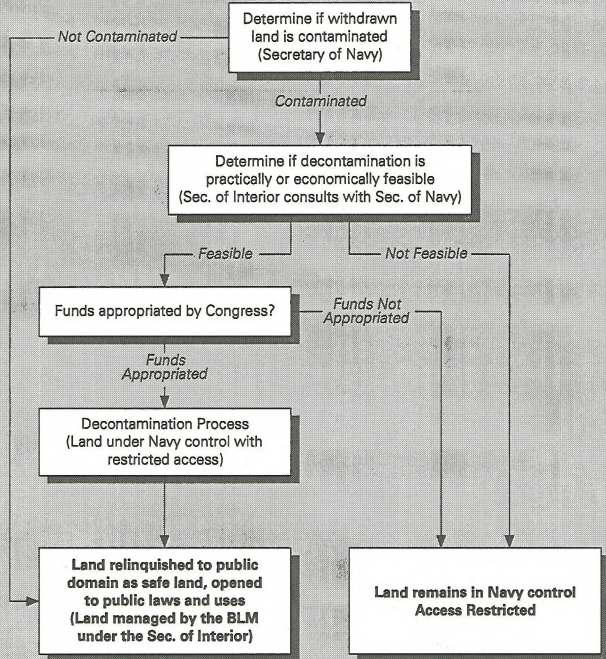 Determine if withdrawn
land is contaminated
(Secretary of Navy)
Not Contaminated
Contaminated
Determine if decontamination is
practically or economically feasible
(Sec. of Interior consults with Sec. of Navy)
Feasible
Not Feasible
Funds appropriated by Congress?
Funds Not
Appropriated
Funds
Appropriated
Decontamination Process
(Land under Navy control with
restricted access)
Land relinquished to public
domain as safe land, opened
to public laws and uses
(Land managed by the BLM
under the Sec. of Interior)
Land remains in Navy control
Access Restricted